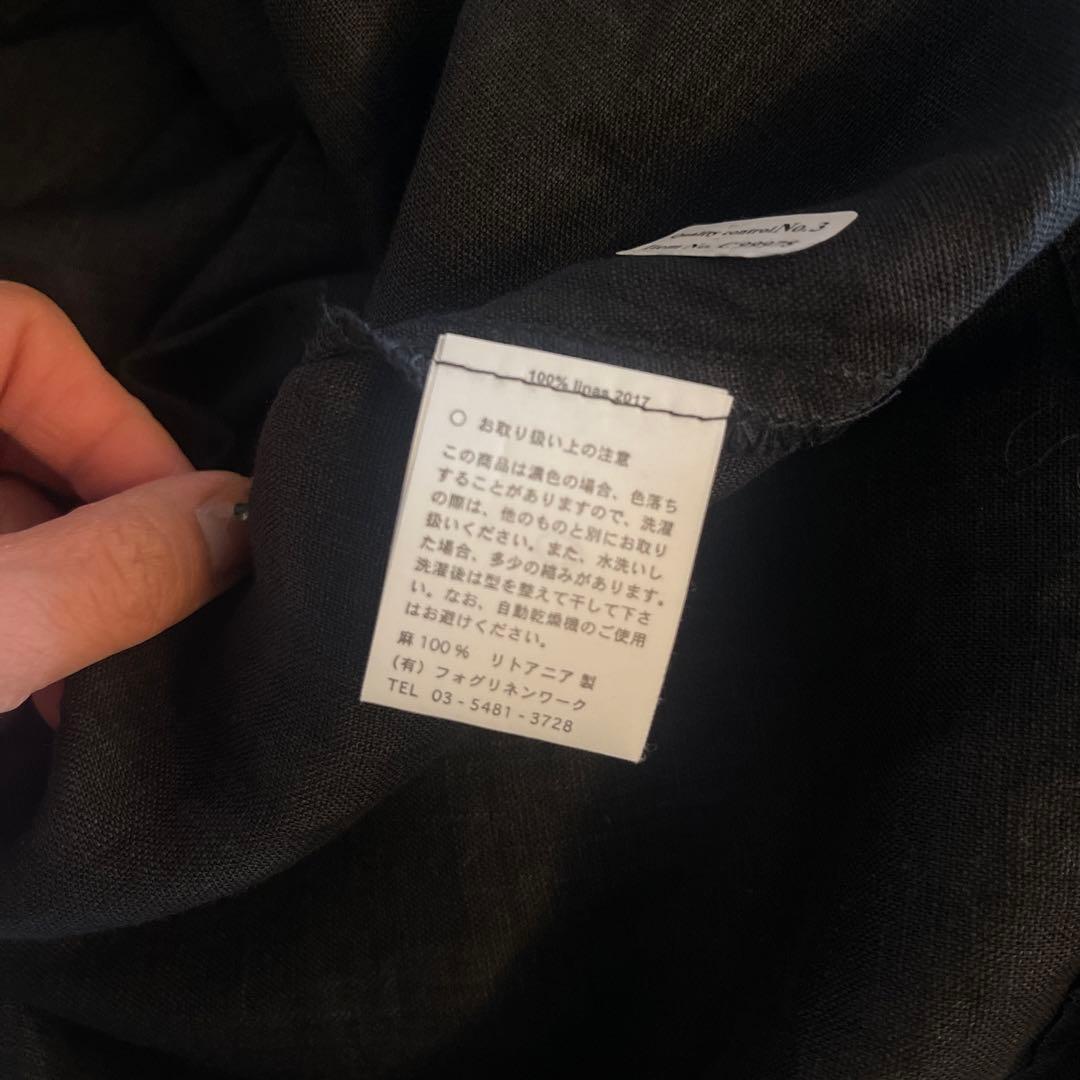 Quality control.No.3
Item No.
100% linas 2017
○ お取り扱い上の注意
この商品は濃色の場合、色落ち
することがありますので、洗濯
の際は、他のものと別にお取り
扱いください。また、水洗いし
た場合、多少の縮みがあります。
洗濯後は型を整えて干して下さ
い。なお、自動乾燥機のご使用
はお避けください。
麻 100 % リトアニア 製
(有) フォグリネンワーク
TEL 03 - 5481 - 3728